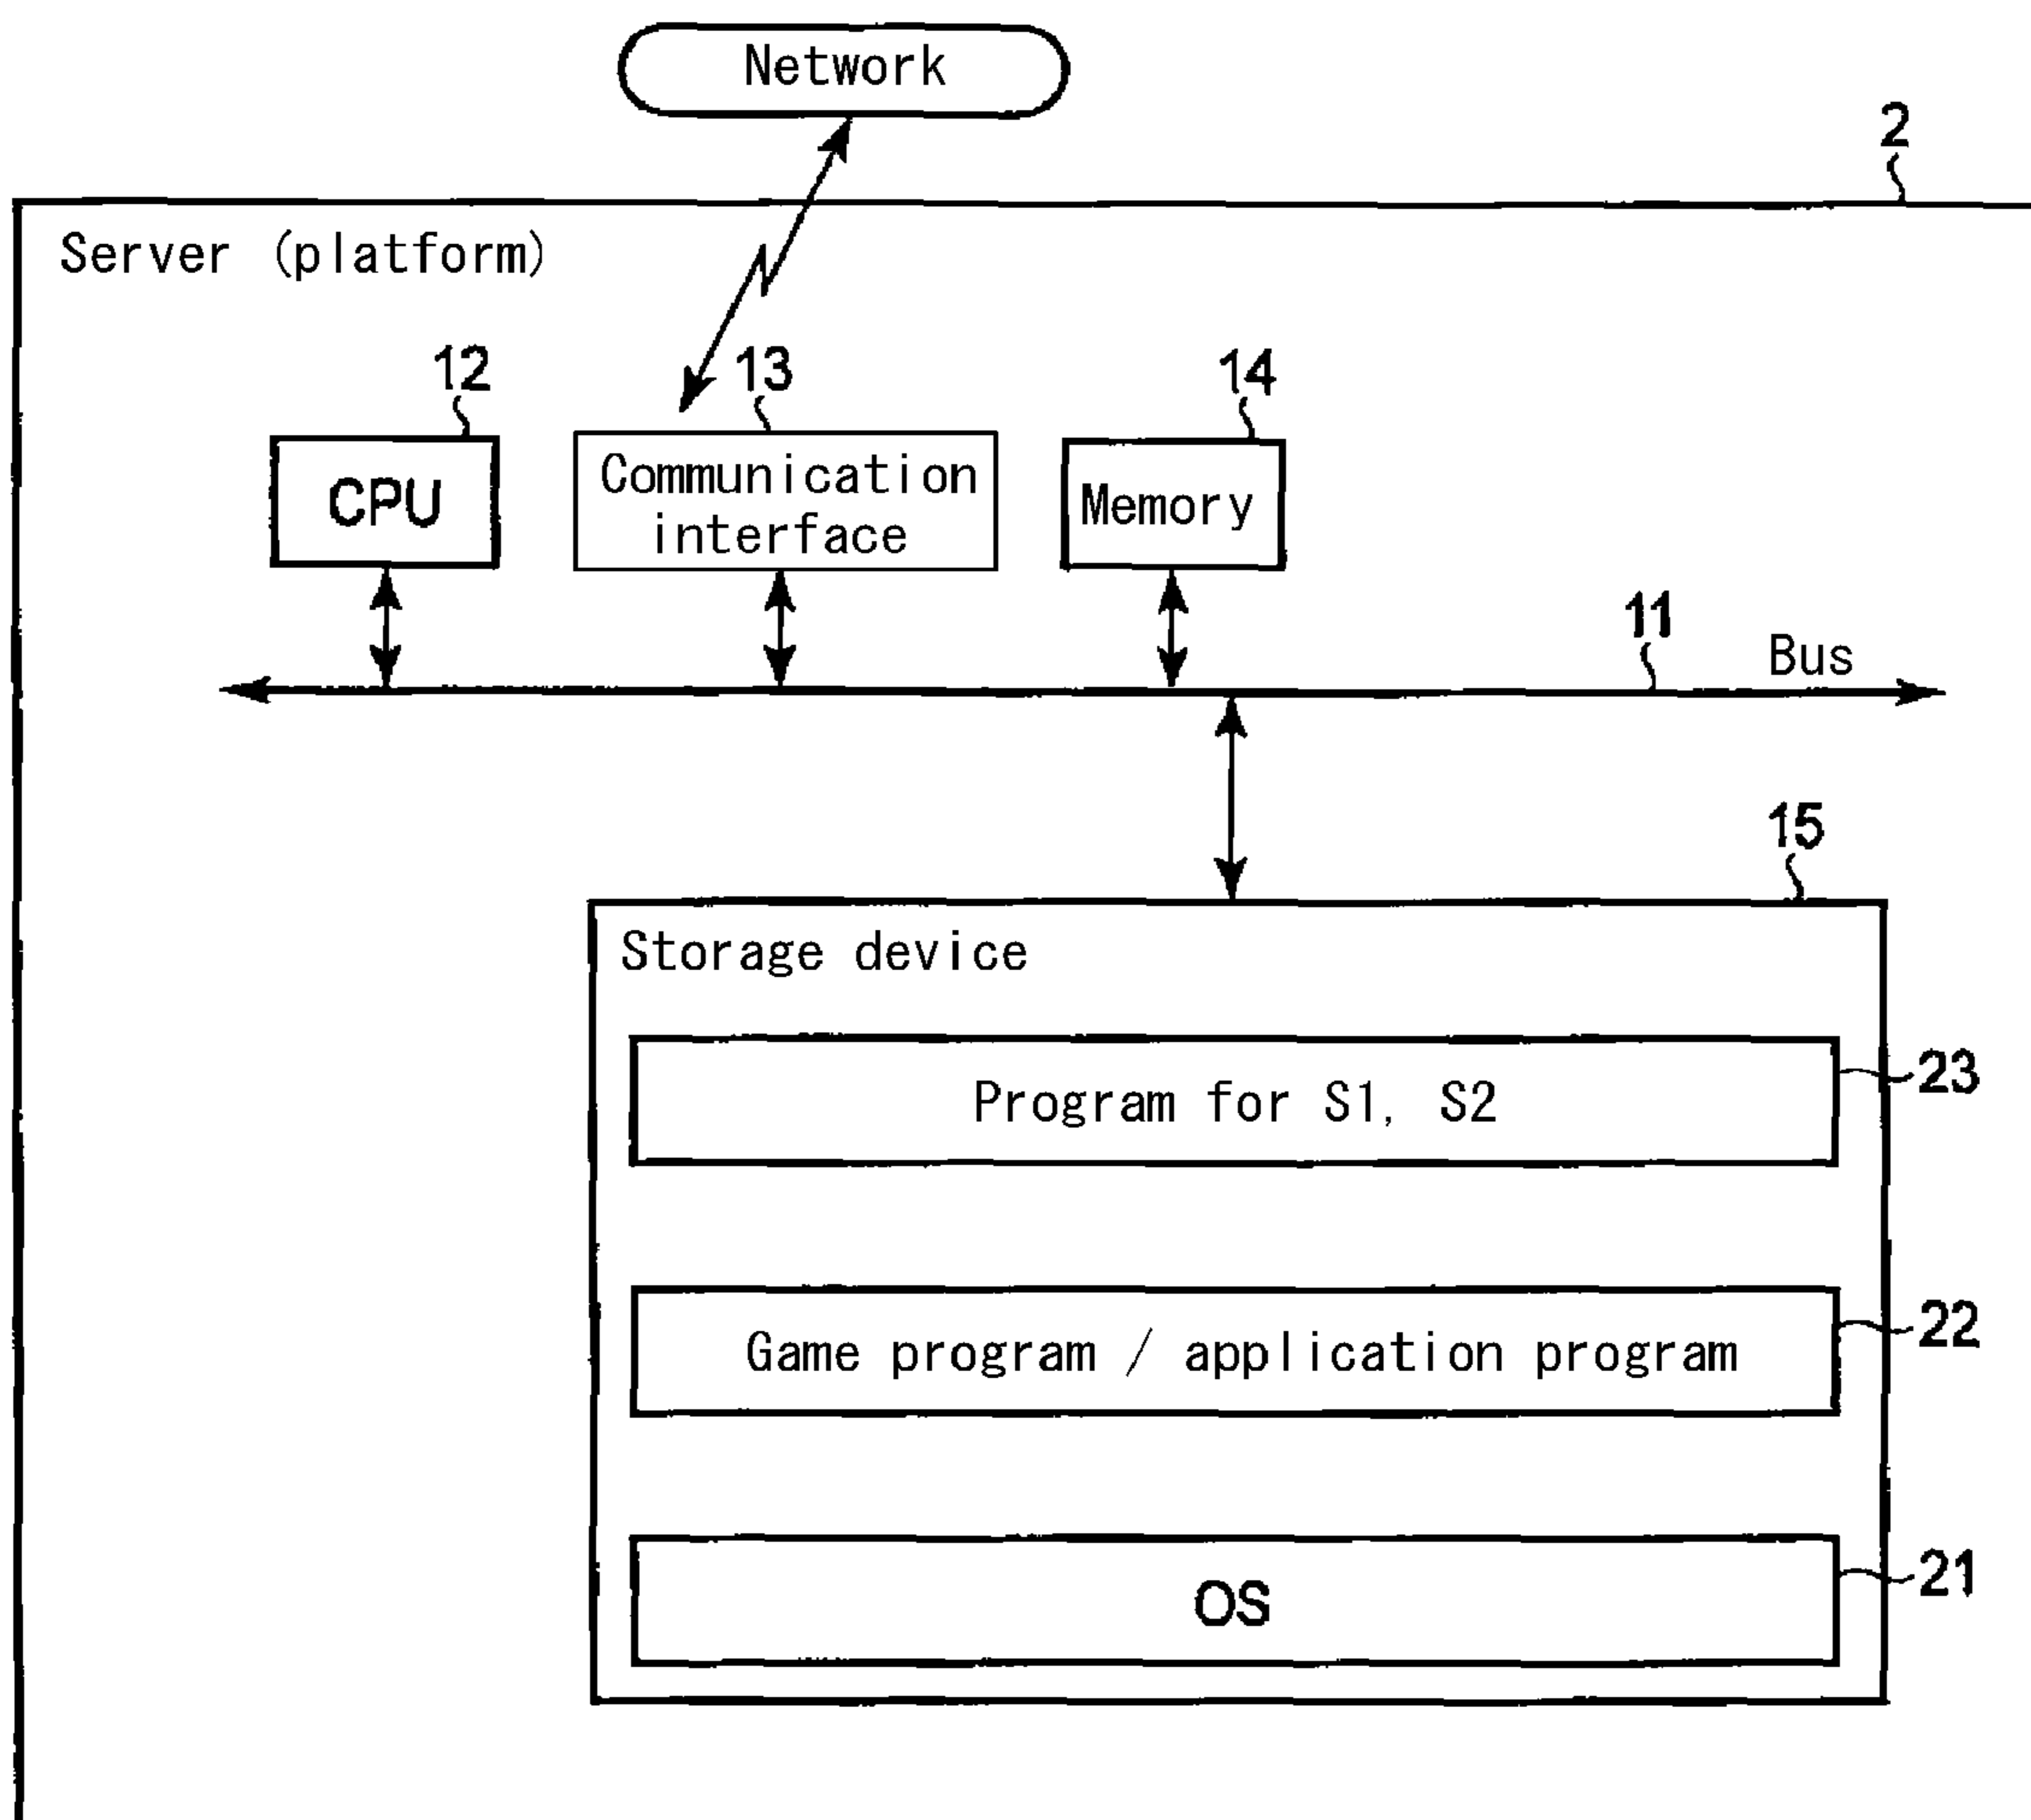 Network
2
Server (platform)
12
13
14
CPU
Communication
interface
Memory
11
Bus
15
Storage device
Program for S1, S2
23
Game program / application program
22
OS
21